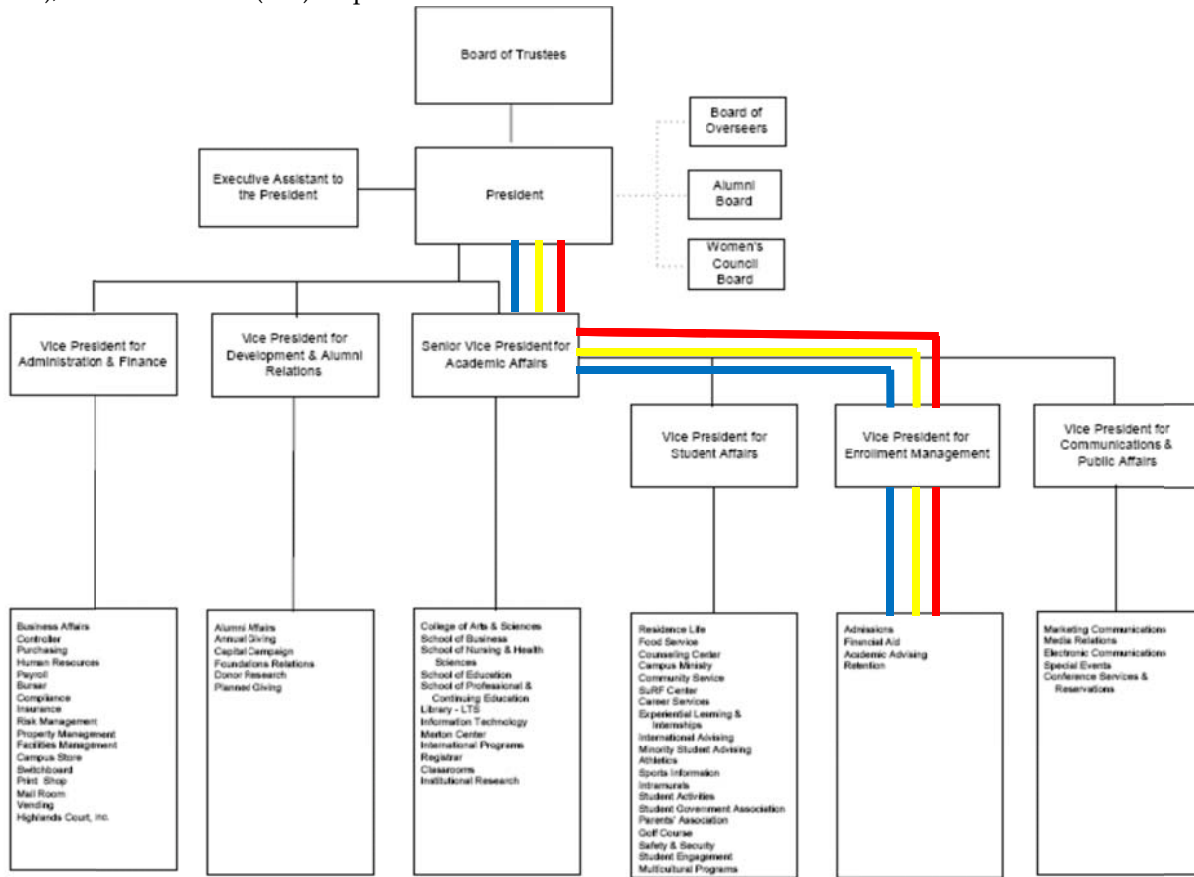 Board of Trustees
Board of
Overseers
Executive Assistant to
the President
President
Alumni
Board
Women's
Council
Board
Vice President for
Administration & Finance
Vice President for
Development & Alumni
Relations
Senior Vice President for
Academic Affairs
Vice President for
Student Affairs
Vice President for
Enrollment Management
Vice President for
Communications &
Public Affairs
Business Affairs
Controller
Purchasing
Human Resources
Payroll
Bursar
Compliance
Insurance
Risk Management
Property Management
Facilities Management
Campus Store
Switchboard
Print Shop
Mail Room
Vending
Highlands Court, Inc.
Alumni Affairs
Annual Giving
Capital Campaign
Foundations Relations
Donor Research
Planned Giving
College of Arts & Sciences
School of Business
School of Nursing & Health
Sciences
School of Education
School of Professional &
Continuing Education
Library - LTS
Information Technology
Merton Center
International Programs
Registrar
Classrooms
Institutional Research
Residence Life
Food Service
Counseling Center
Campus Ministry
Community Service
SuRF Center
Career Services
Experiential Learning &
Internships
International Advising
Minority Student Advising
Athletics
Sports Information
Intramurals
Student Activities
Student Government Association
Parents' Association
Golf Course
Safety & Security
Student Engagement
Multicultural Programs
Admissions
Financial Aid
Academic Advising
Retention
Marketing Communications
Media Relations
Electronic Communications
Special Events
Conference Services &
Reservations